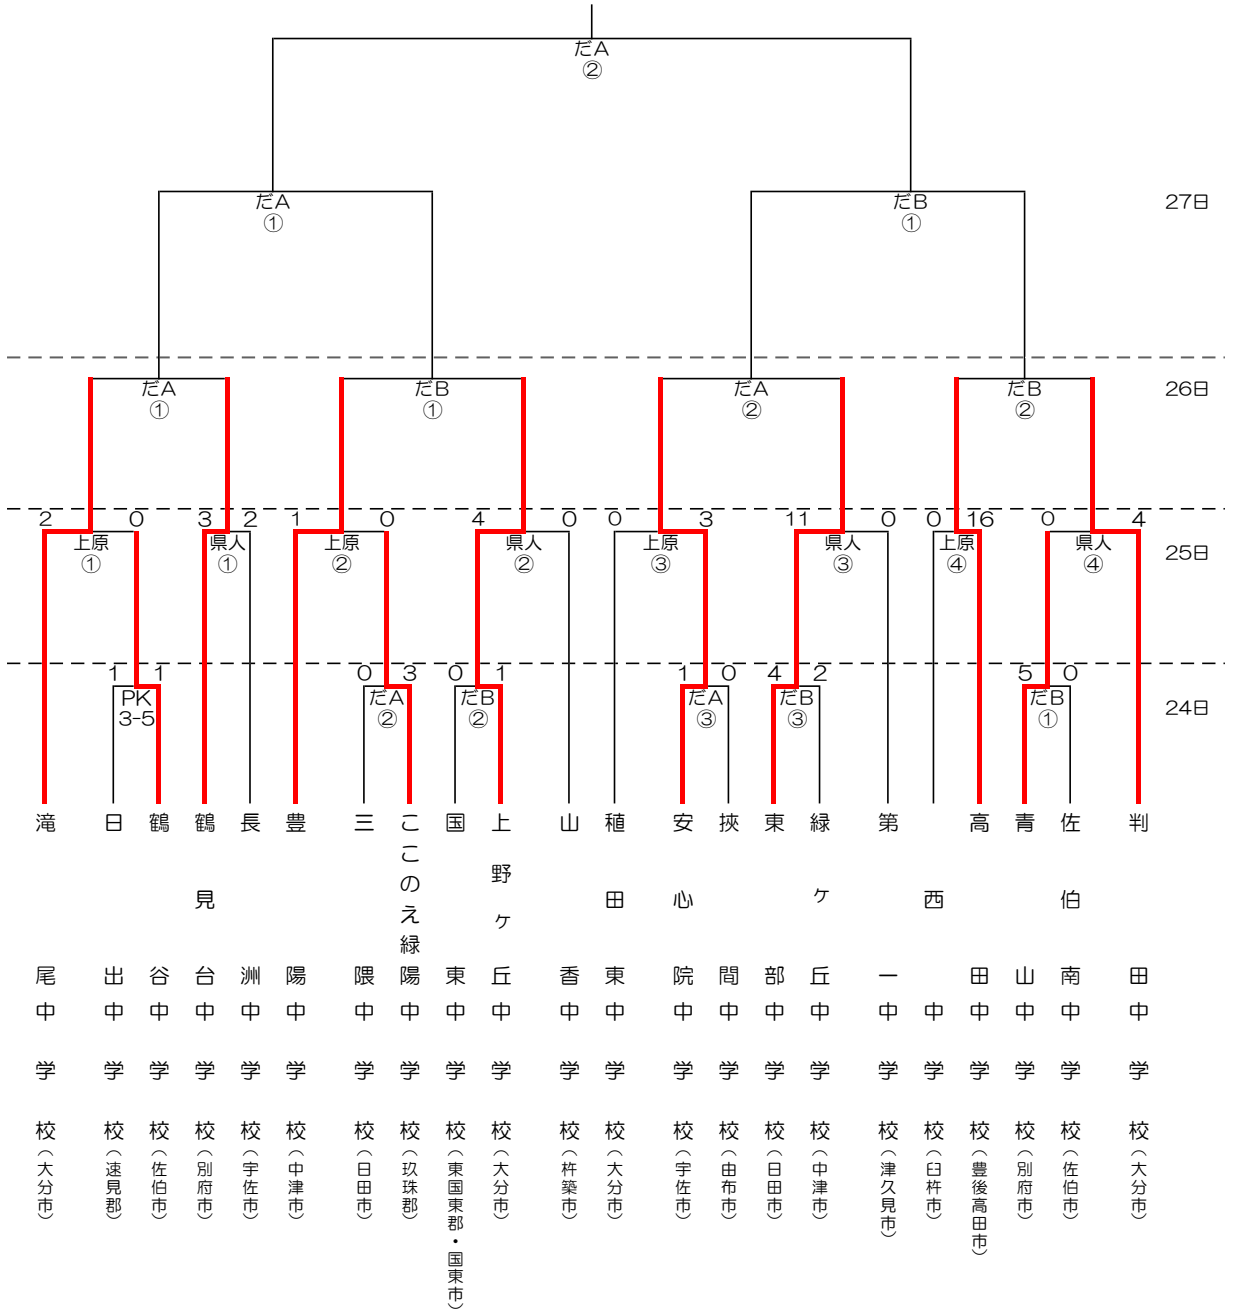 だA
②
だA
①
だB
①
27日
だA
①
だB
①
だA
②
だB
②
26日
2 0 3 2 1 0 4 0 0 3 11 0 0 16 0 4
上原
①
県人
①
上原
②
県人
②
上原
③
県人
③
上原
④
県人
④
25日
1 1 0 3 0 1 1 0 4 2 5 0
PK
3-5
だA
②
だB
②
だA
③
だB
③
だB
①
24日
滝尾中学校(大分市)
日出中学校(速見郡)
鶴谷中学校(佐伯市)
鶴見台中学校(別府市)
長洲中学校(宇佐市)
豊陽中学校(中津市)
三隈中学校(日田市)
ここのえ緑陽中学校(玖珠郡)
国東中学校(東国東郡・国東市)
上野ヶ丘中学校(大分市)
山香中学校(杵築市)
稙田東中学校(大分市)
安心院中学校(宇佐市)
挾間中学校(由布市)
東部中学校(日田市)
緑ヶ丘中学校(中津市)
第一中学校(津久見市)
西中学校(臼杵市)
高田中学校(豊後高田市)
青山中学校(別府市)
佐伯南中学校(佐伯市)
判田中学校(大分市)